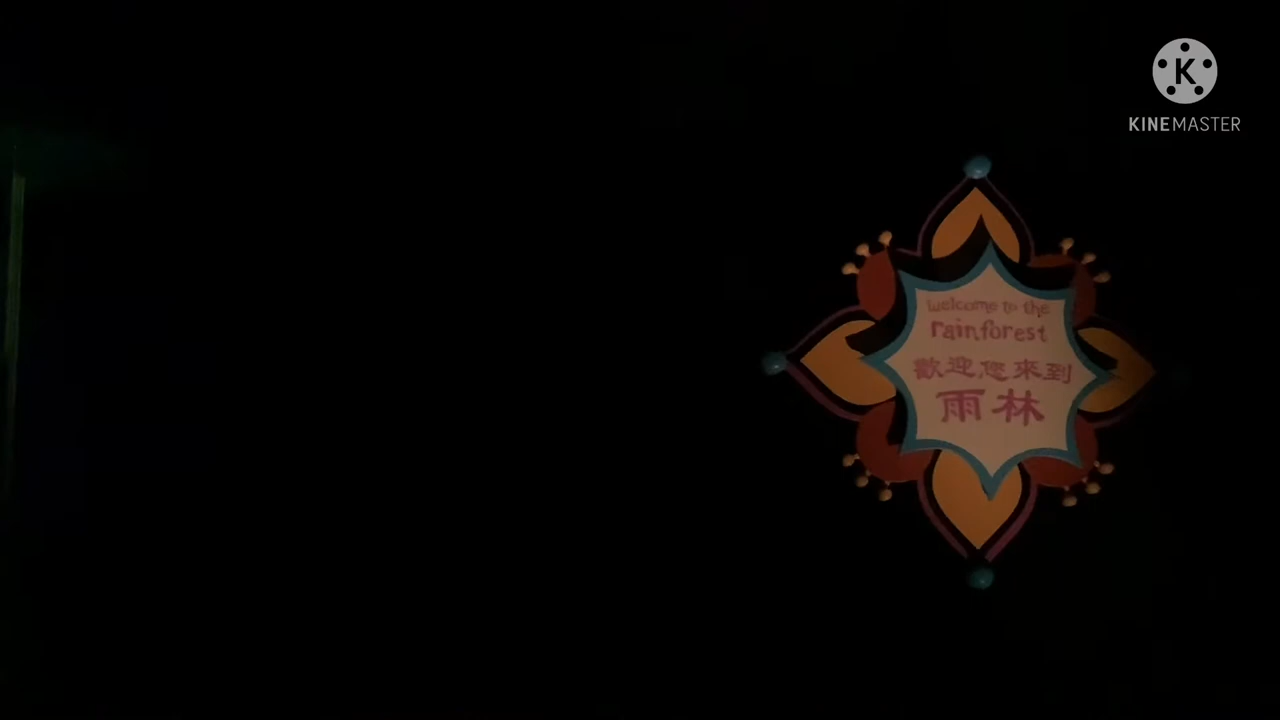 KINEMASTER
welcome to the
rainforest
歡迎您來到
雨林